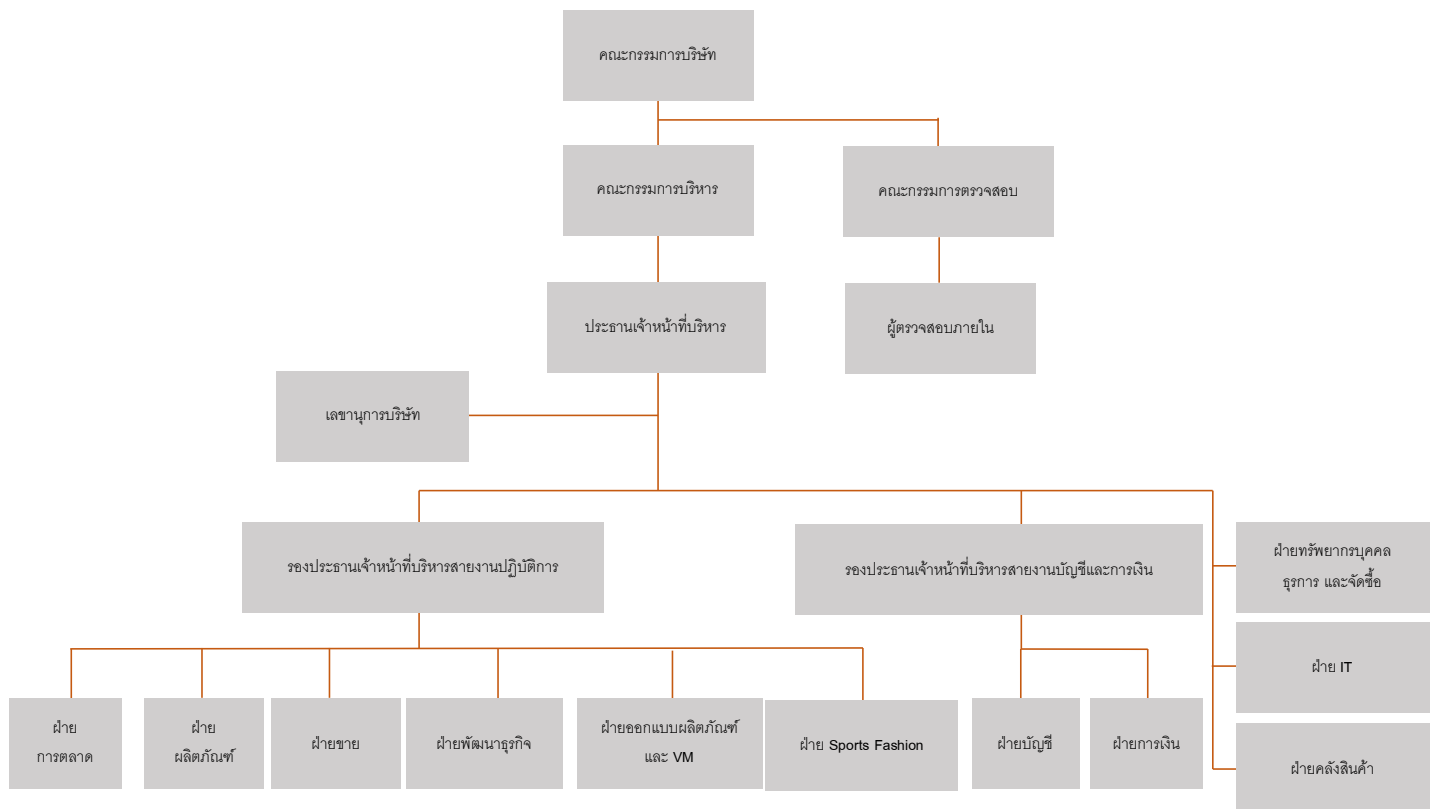 คณะกรรมการบริษัท
คณะกรรมการบริหาร
คณะกรรมการตรวจสอบ
ประธานเจ้าหน้าที่บริหาร
ผู้ตรวจสอบภายใน
เลขานุการบริษัท
รองประธานเจ้าหน้าที่บริหารสายงานปฏิบัติการ
รองประธานเจ้าหน้าที่บริหารสายงานบัญชีและการเงิน
ฝ่ายทรัพยากรบุคคล
ธุรการ และจัดซื้อ
ฝ่าย IT
ฝ่ายคลังสินค้า
ฝ่าย
การตลาด
ฝ่าย
ผลิตภัณฑ์
ฝ่ายขาย
ฝ่ายพัฒนาธุรกิจ
ฝ่ายออกแบบผลิตภัณฑ์
และ VM
ฝ่าย Sports Fashion
ฝ่ายบัญชี
ฝ่ายการเงิน